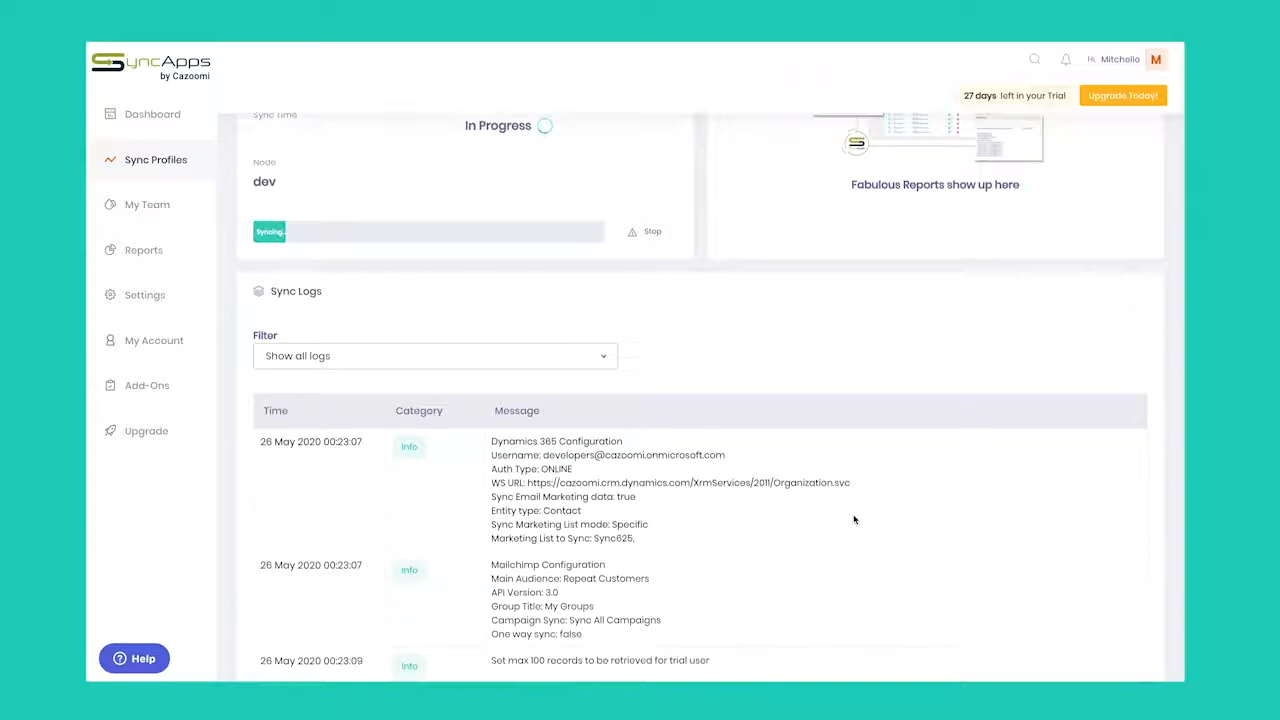 SyncApps
by Cazoomi
Hi, Mitchelle
M
27 days left in your Trial
Upgrade Today!
Dashboard
Sync Profiles
My Team
Reports
Settings
My Account
Add-Ons
Upgrade
Help
Sync Time
In Progress
Node
dev
Syncing...
Stop
Fabulous Reports show up here
Sync Logs
Filter
Show all logs
Time Category Message
26 May 2020 00:23:07 Info Dynamics 365 Configuration
Username: developers@cazoomi.onmicrosoft.com
Auth Type: ONLINE
WS URL: https://cazoomi.crm.dynamics.com/XrmServices/2011/Organization.svc
Sync Email Marketing data: true
Entity type: Contact
Sync Marketing List mode: Specific
Marketing List to Sync: Sync625,
26 May 2020 00:23:07 Info Mailchimp Configuration
Main Audience: Repeat Customers
API Version: 3.0
Group Title: My Groups
Campaign Sync: Sync All Campaigns
One way sync: false
26 May 2020 00:23:09 Info Set max 100 records to be retrieved for trial user